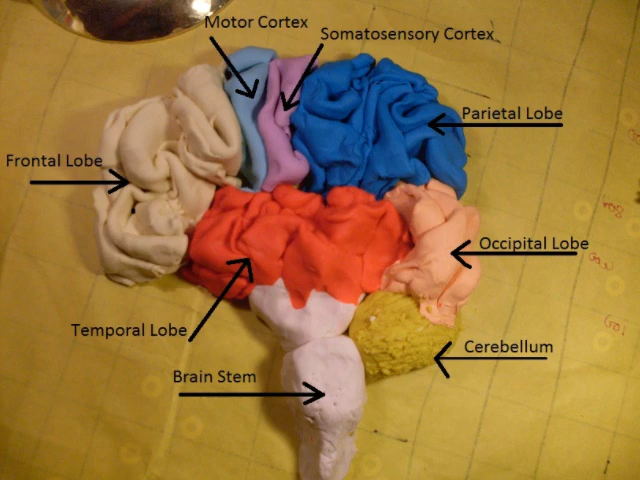 Motor Cortex
Somatosensory Cortex
Parietal Lobe
Frontal Lobe
Occipital Lobe
Temporal Lobe
Cerebellum
Brain Stem